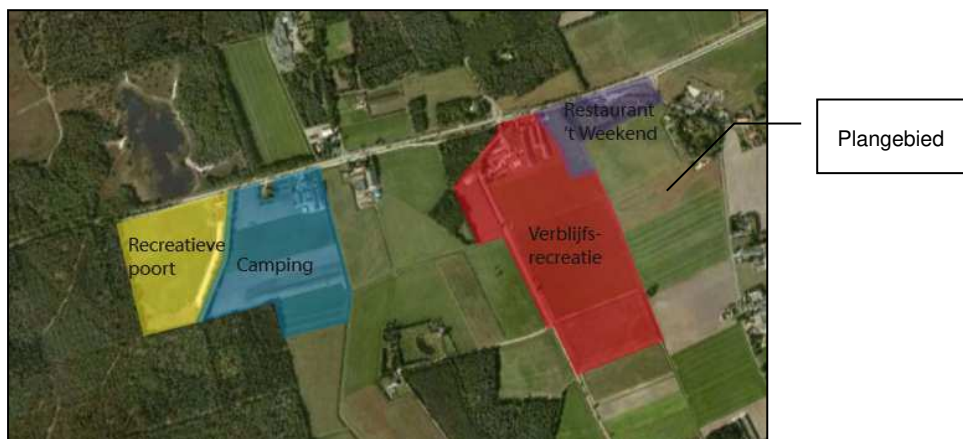 Restaurant
't Weekend
Plangebied
Recreatieve
poort
Camping
Verblijfs-
recreatie